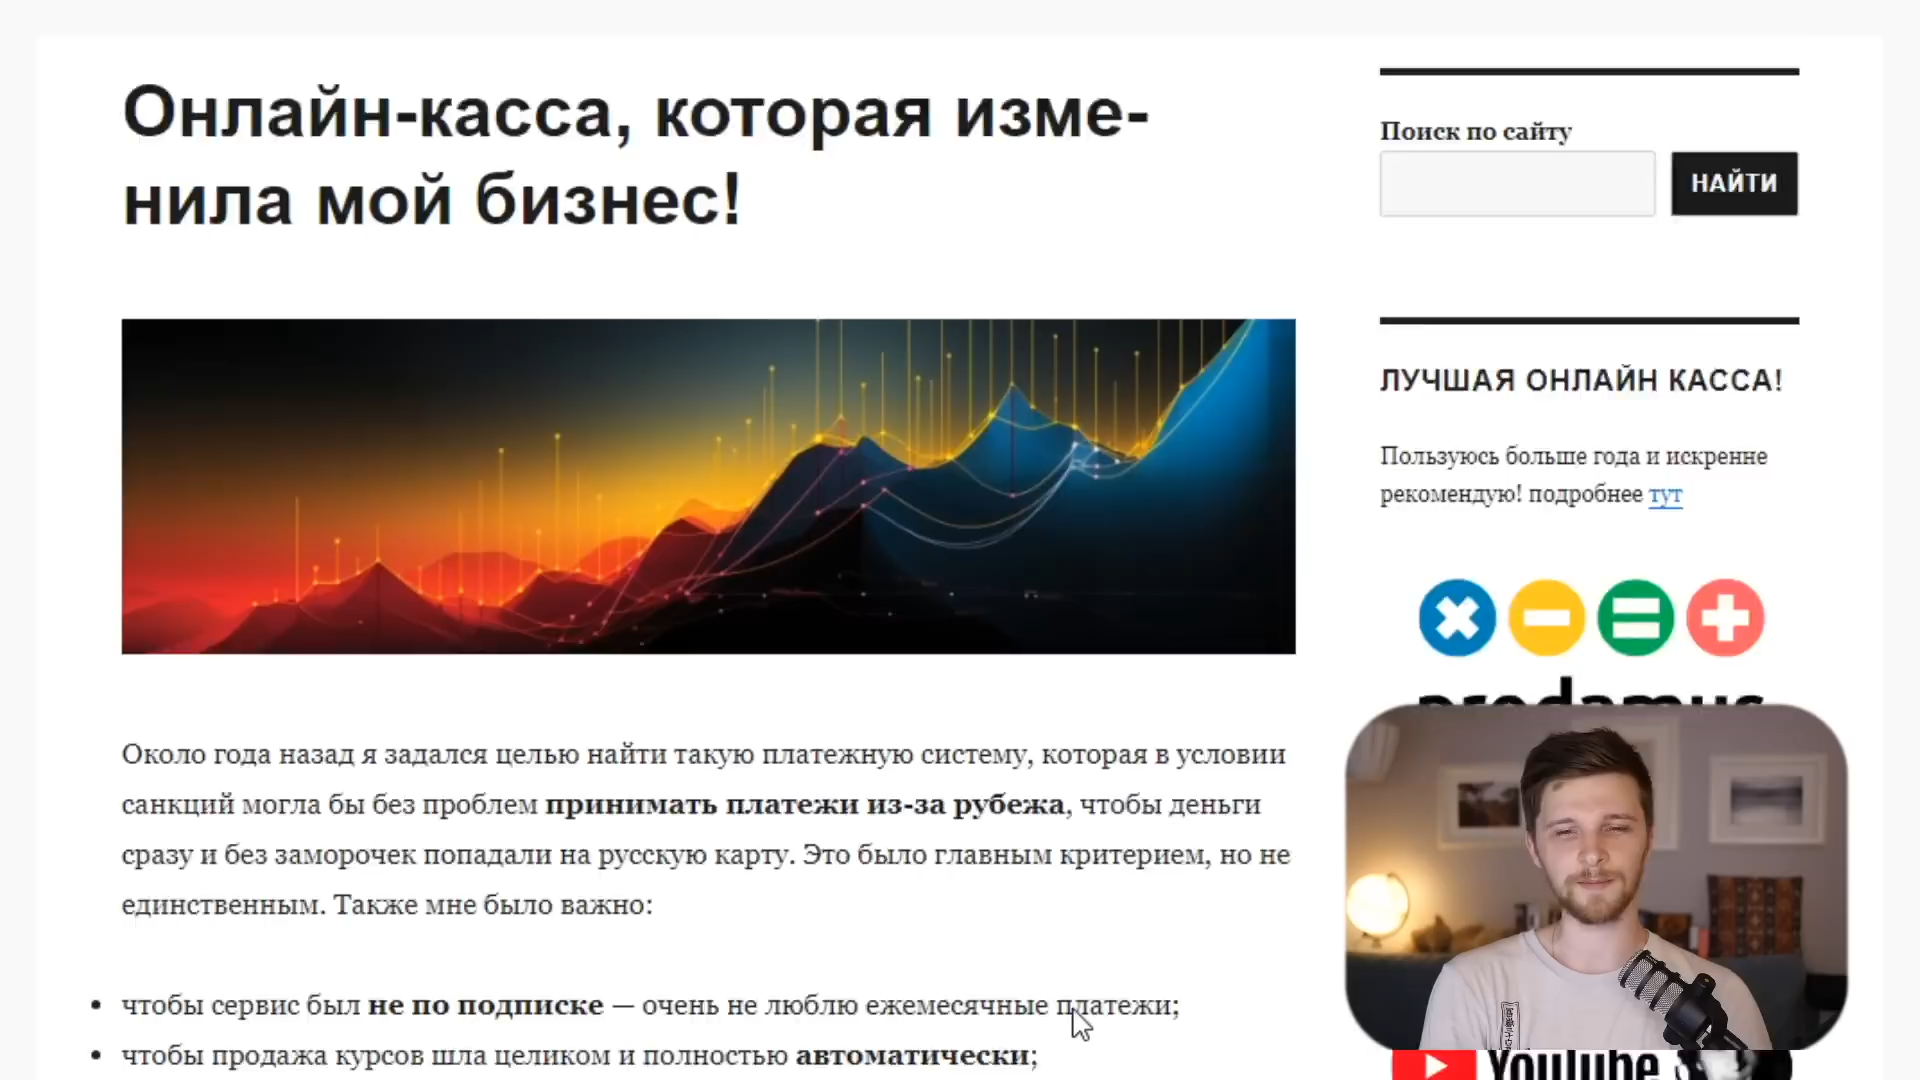 Онлайн-касса, которая изме-
нила мой бизнес!
Около года назад я задался целью найти такую платежную систему, которая в условии
санкций могла бы без проблем принимать платежи из-за рубежа, чтобы деньги
сразу и без заморочек попадали на русскую карту. Это было главным критерием, но не
единственным. Также мне было важно:
• чтобы сервис был не по подписке — очень не люблю ежемесячные платежи;
• чтобы продажа курсов шла целиком и полностью автоматически;
Поиск по сайту
НАЙТИ
ЛУЧШАЯ ОНЛАЙН КАССА!
Пользуюсь больше года и искренне
рекомендую! подробнее тут
prodamus
YouTube